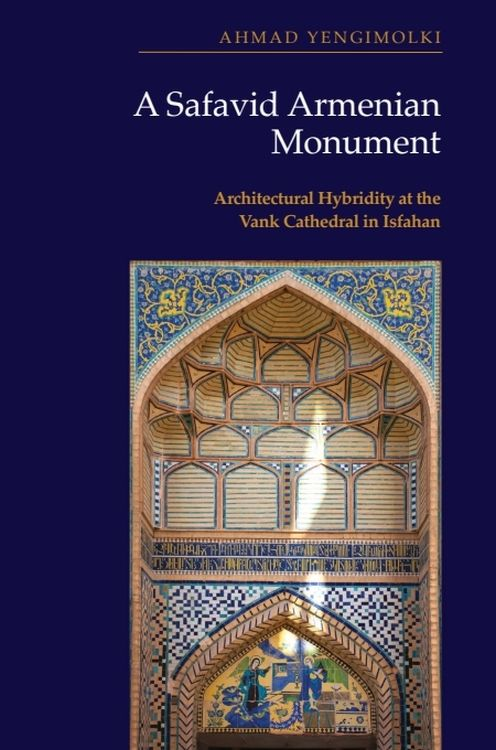 AHMAD YENGIMOLKI
A Safavid Armenian
Monument
Architectural Hybridity at the
Vank Cathedral in Isfahan